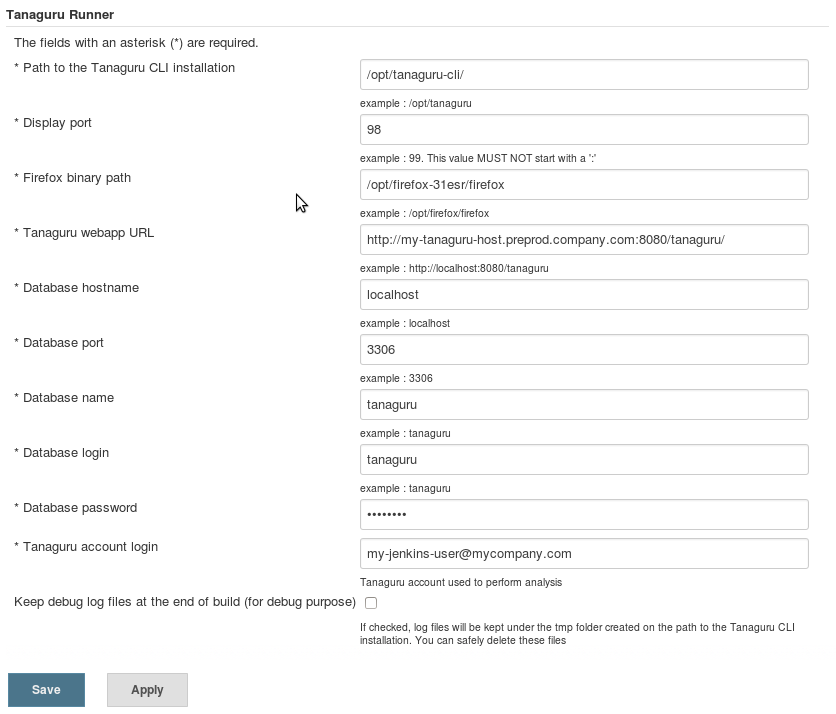 Tanaguru Runner
The fields with an asterisk (*) are required.
* Path to the Tanaguru CLI installation
/opt/tanaguru-cli/
example : /opt/tanaguru
* Display port
98
example : 99. This value MUST NOT start with a ':'
* Firefox binary path
/opt/firefox-31esr/firefox
example : /opt/firefox/firefox
* Tanaguru webapp URL
http://my-tanaguru-host.preprod.company.com:8080/tanaguru/
example : http://localhost:8080/tanaguru
* Database hostname
localhost
example : localhost
* Database port
3306
example : 3306
* Database name
tanaguru
example : tanaguru
* Database login
tanaguru
example : tanaguru
* Database password
••••••••
* Tanaguru account login
my-jenkins-user@mycompany.com
Tanaguru account used to perform analysis
Keep debug log files at the end of build (for debug purpose)
If checked, log files will be kept under the tmp folder created on the path to the Tanaguru CLI
installation. You can safely delete these files
Save
Apply